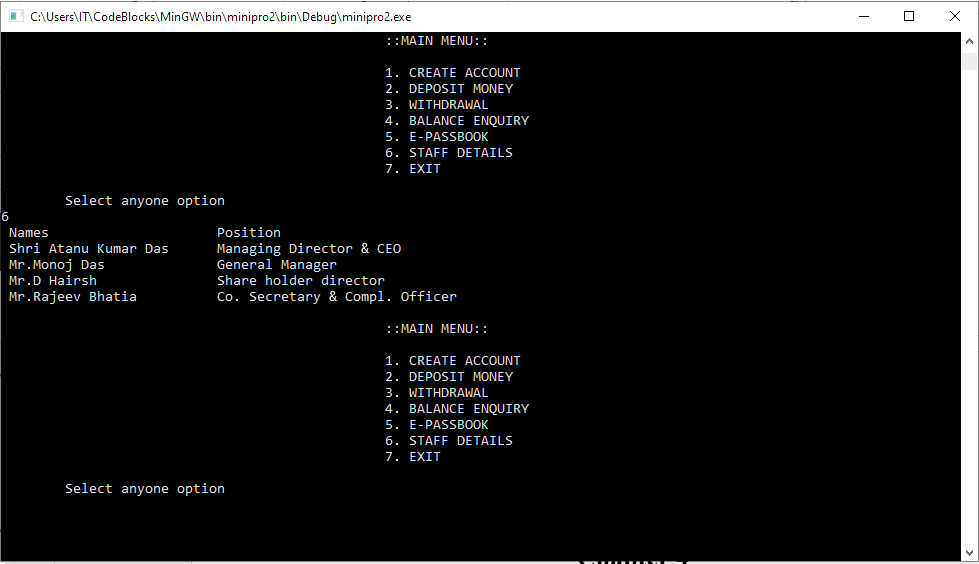 C:\Users\IT\CodeBlocks\MinGW\bin\minipro2\bin\Debug\minipro2.exe
::MAIN MENU::
1. CREATE ACCOUNT
2. DEPOSIT MONEY
3. WITHDRAWAL
4. BALANCE ENQUIRY
5. E-PASSBOOK
6. STAFF DETAILS
7. EXIT
Select anyone option
6
Names Position
Shri Atanu Kumar Das Managing Director & CEO
Mr.Monoj Das General Manager
Mr.D Hairsh Share holder director
Mr.Rajeev Bhatia Co. Secretary & Compl. Officer
::MAIN MENU::
1. CREATE ACCOUNT
2. DEPOSIT MONEY
3. WITHDRAWAL
4. BALANCE ENQUIRY
5. E-PASSBOOK
6. STAFF DETAILS
7. EXIT
Select anyone option